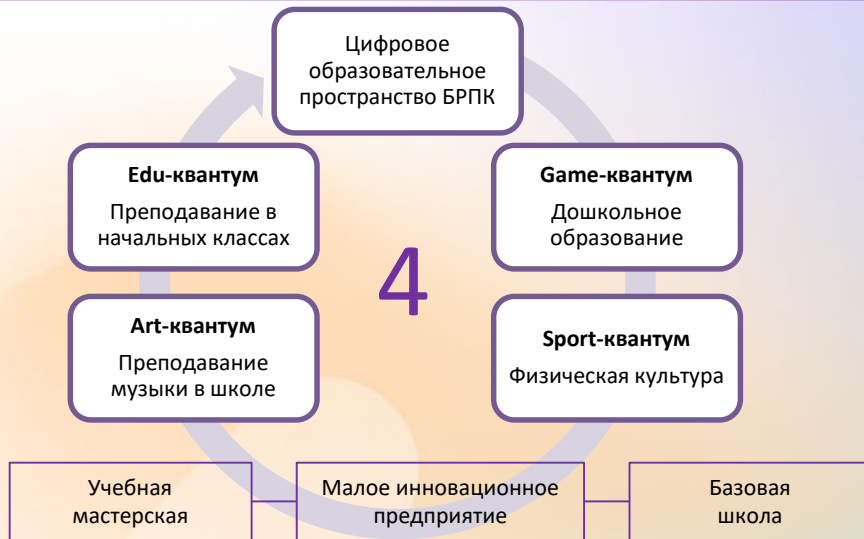 Цифровое
образовательное
пространство БРПК
Edu-квантум
Преподавание в
начальных классах
Game-квантум
Дошкольное
образование
4
Art-квантум
Преподавание
музыки в школе
Sport-квантум
Физическая культура
Учебная
мастерская
Малое инновационное
предприятие
Базовая
школа